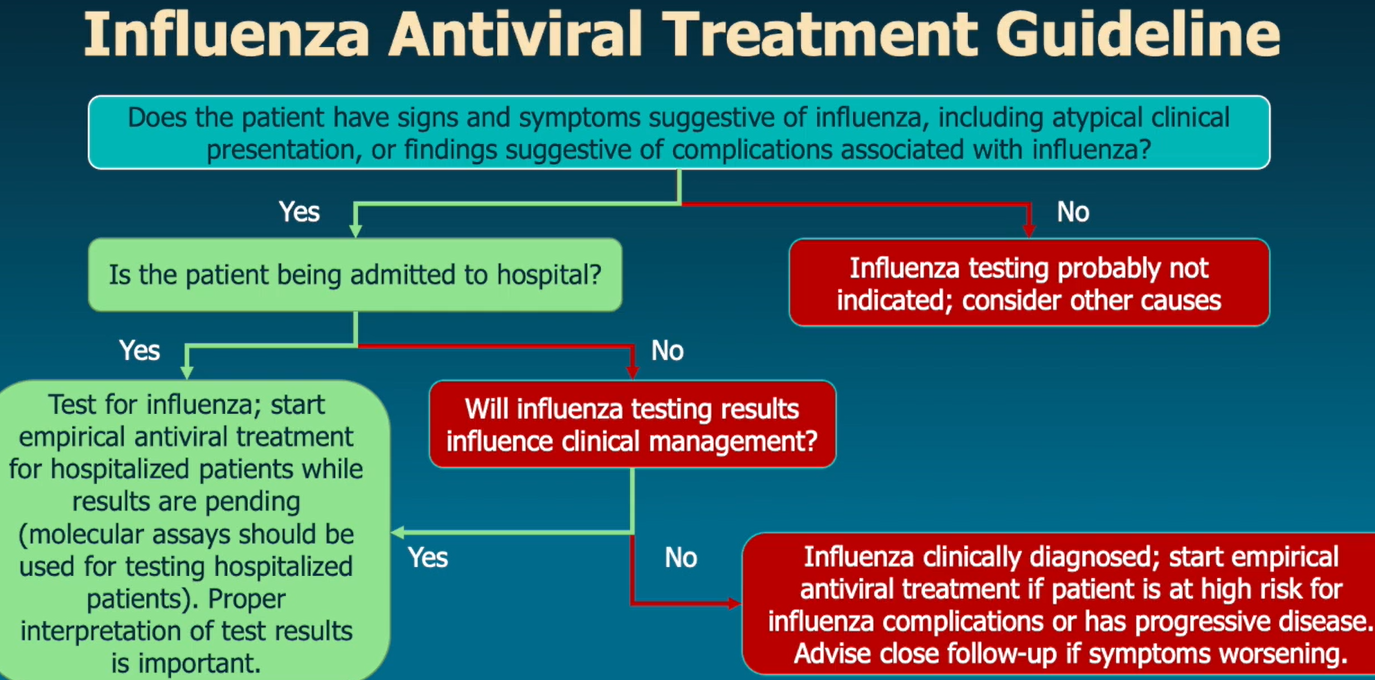 Influenza Antiviral Treatment Guideline
Does the patient have signs and symptoms suggestive of influenza, including atypical clinical
presentation, or findings suggestive of complications associated with influenza?
Yes
No
Is the patient being admitted to hospital?
Influenza testing probably not
indicated; consider other causes
Yes
No
Test for influenza; start
empirical antiviral treatment
for hospitalized patients while
results are pending
(molecular assays should be
used for testing hospitalized
patients). Proper
interpretation of test results
is important.
Will influenza testing results
influence clinical management?
Yes
No
Influenza clinically diagnosed; start empirical
antiviral treatment if patient is at high risk for
influenza complications or has progressive disease.
Advise close follow-up if symptoms worsening.